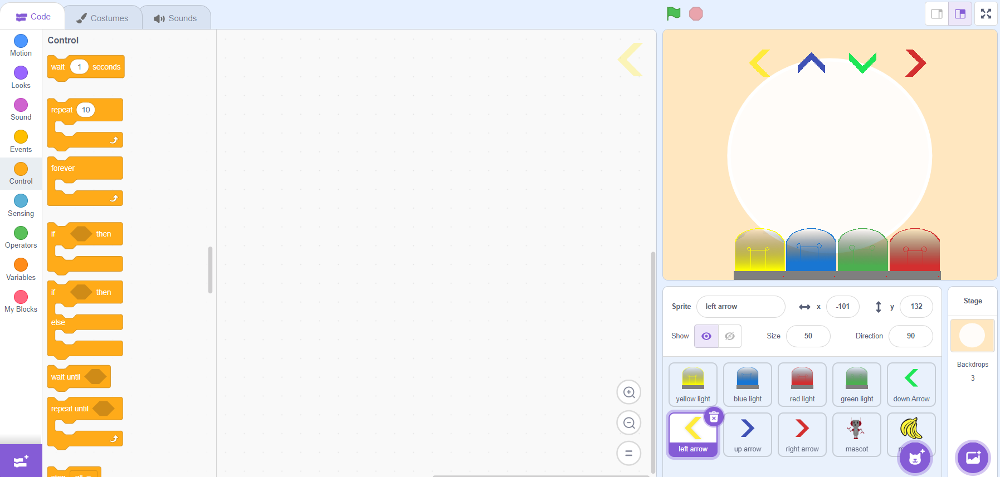 Code
Costumes
Sounds
Motion
Looks
Sound
Events
Control
Sensing
Operators
Variables
My Blocks
Control
wait 1 seconds
repeat 10
forever
if then
if then
else
wait until
repeat until
stop all
Sprite left arrow x -101 y 132
Show Size 50 Direction 90
yellow light
blue light
red light
green light
down Arrow
left arrow
up arrow
right arrow
mascot
Stage
Backdrops
3